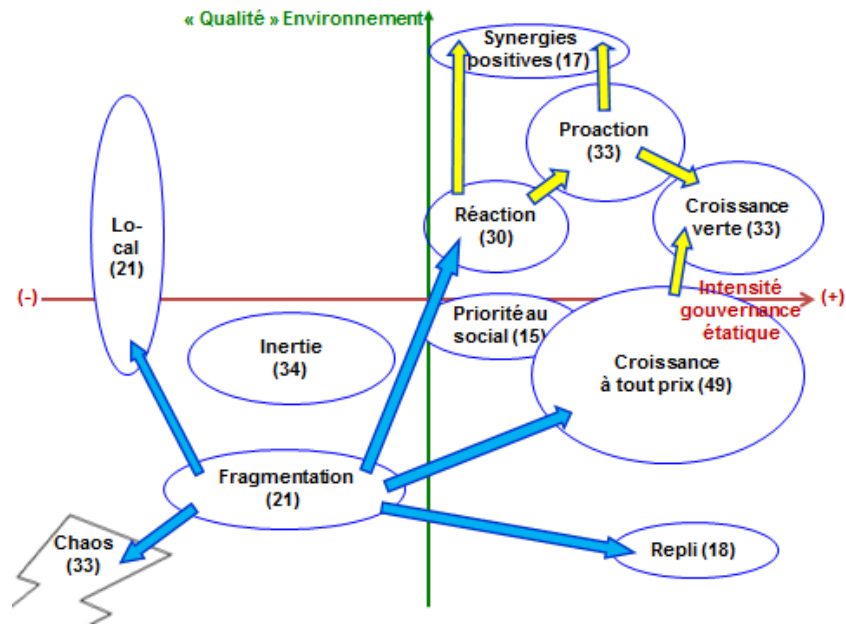 « Qualité » Environnement
Synergies
positives (17)
Proaction
(33)
Réaction
(30)
Croissance
verte (33)
Lo-
cal
(21)
(-)
(+)
Intensité
gouvernance
étatique
Priorité au
social (15)
Inertie
(34)
Croissance
à tout prix (49)
Fragmentation
(21)
Chaos
(33)
Repli (18)